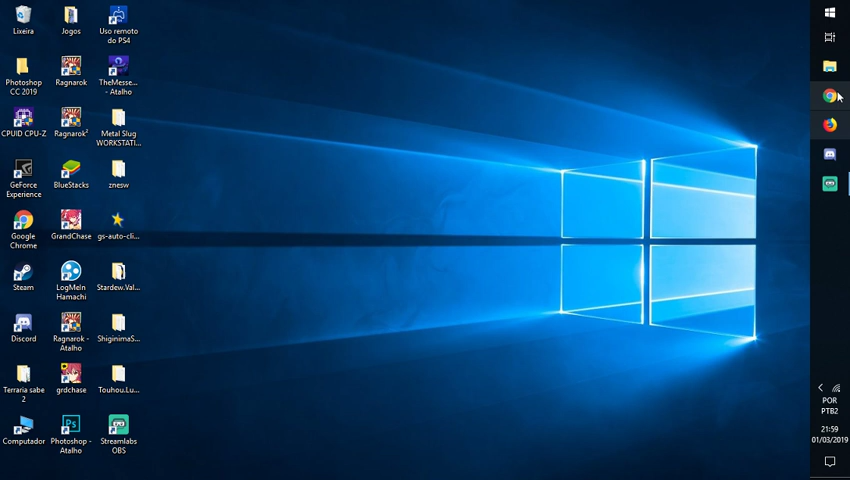 Lixeira
Jogos
Uso remoto
do PS4
Photoshop
CC 2019
Ragnarok
TheMesse...
- Atalho
CPUID CPU-Z
Ragnarok²
Metal Slug
WORKSTATI...
GeForce
Experience
BlueStacks
znesw
Google
Chrome
GrandChase
gs-auto-cli...
Steam
LogMeIn
Hamachi
Stardew.Val...
Discord
Ragnarok -
Atalho
ShiginimaS...
Terraria sabe
2
grdchase
Touhou.Lu...
Computador
Photoshop -
Atalho
Streamlabs
OBS
POR
PTB2
21:59
01/03/2019